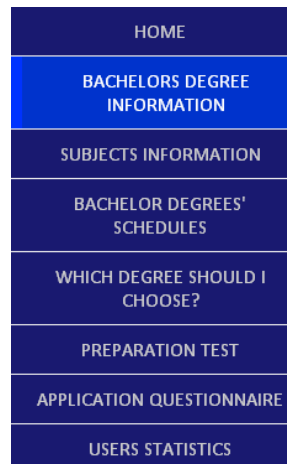 HOME
BACHELORS DEGREE
INFORMATION
SUBJECTS INFORMATION
BACHELOR DEGREES'
SCHEDULES
WHICH DEGREE SHOULD I
CHOOSE?
PREPARATION TEST
APPLICATION QUESTIONNAIRE
USERS STATISTICS